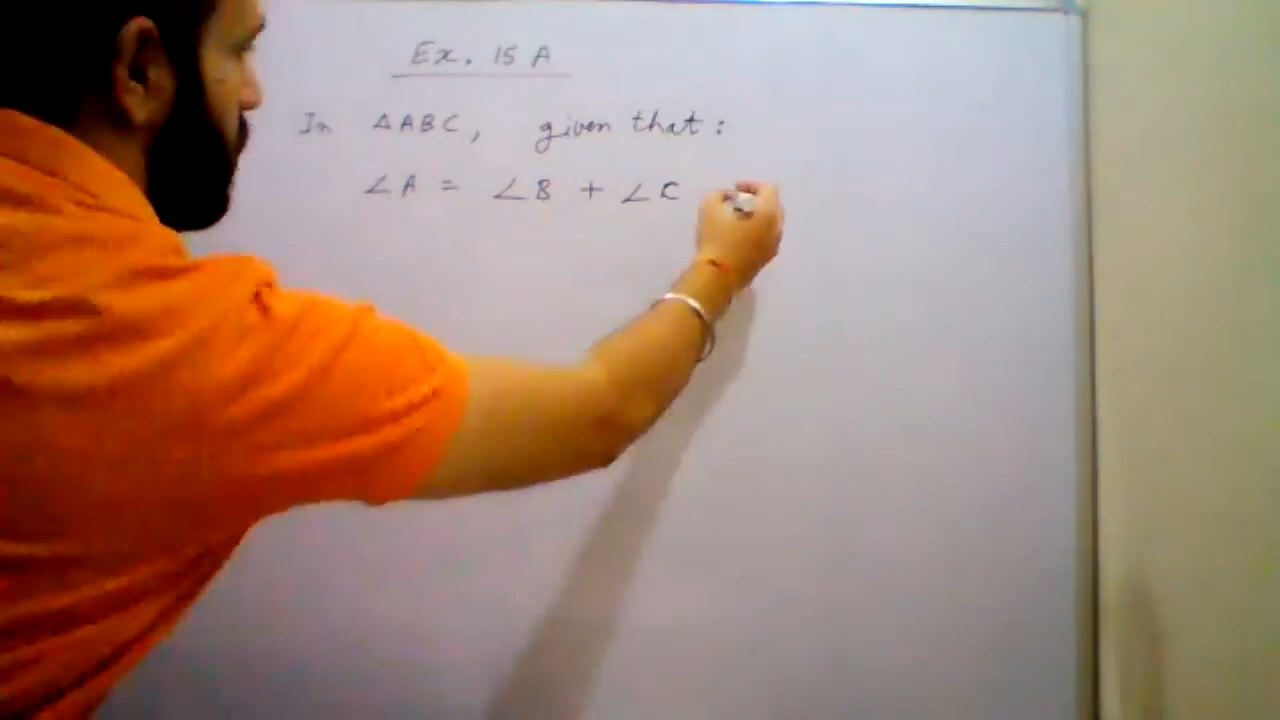 Ex. 15 A
In △ABC, given that:
∠A = ∠B + ∠C